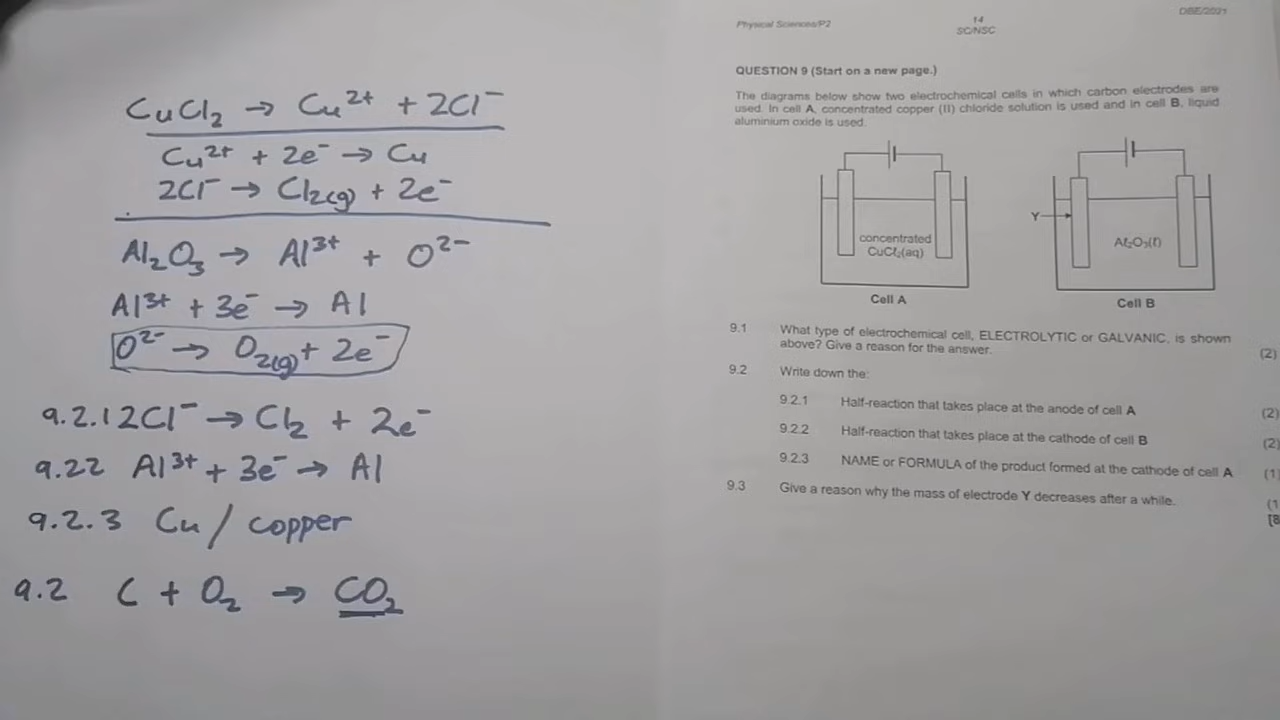 CuCl₂ → Cu²⁺ + 2Cl⁻
Cu²⁺ + 2e⁻ → Cu
2Cl⁻ → Cl₂(g) + 2e⁻
Al₂O₃ → Al³⁺ + O²⁻
Al³⁺ + 3e⁻ → Al
O²⁻ → O₂(g) + 2e⁻
9.2.1 2Cl⁻ → Cl₂ + 2e⁻
9.22 Al³⁺ + 3e⁻ → Al
9.2.3 Cu / copper
9.2 C + O₂ → CO₂
Physical Sciences/P2
14
SC/NSC
DBE/2021
QUESTION 9 (Start on a new page.)
The diagrams below show two electrochemical cells in which carbon electrodes are
used. In cell A, concentrated copper (II) chloride solution is used and in cell B, liquid
aluminium oxide is used.
concentrated
CuCl₂(aq)
Cell A
Y
Al₂O₃(ℓ)
Cell B
9.1 What type of electrochemical cell, ELECTROLYTIC or GALVANIC, is shown
above? Give a reason for the answer. (2)
9.2 Write down the:
9.2.1 Half-reaction that takes place at the anode of cell A (2)
9.2.2 Half-reaction that takes place at the cathode of cell B (2)
9.2.3 NAME or FORMULA of the product formed at the cathode of cell A (1)
9.3 Give a reason why the mass of electrode Y decreases after a while. (1
[8